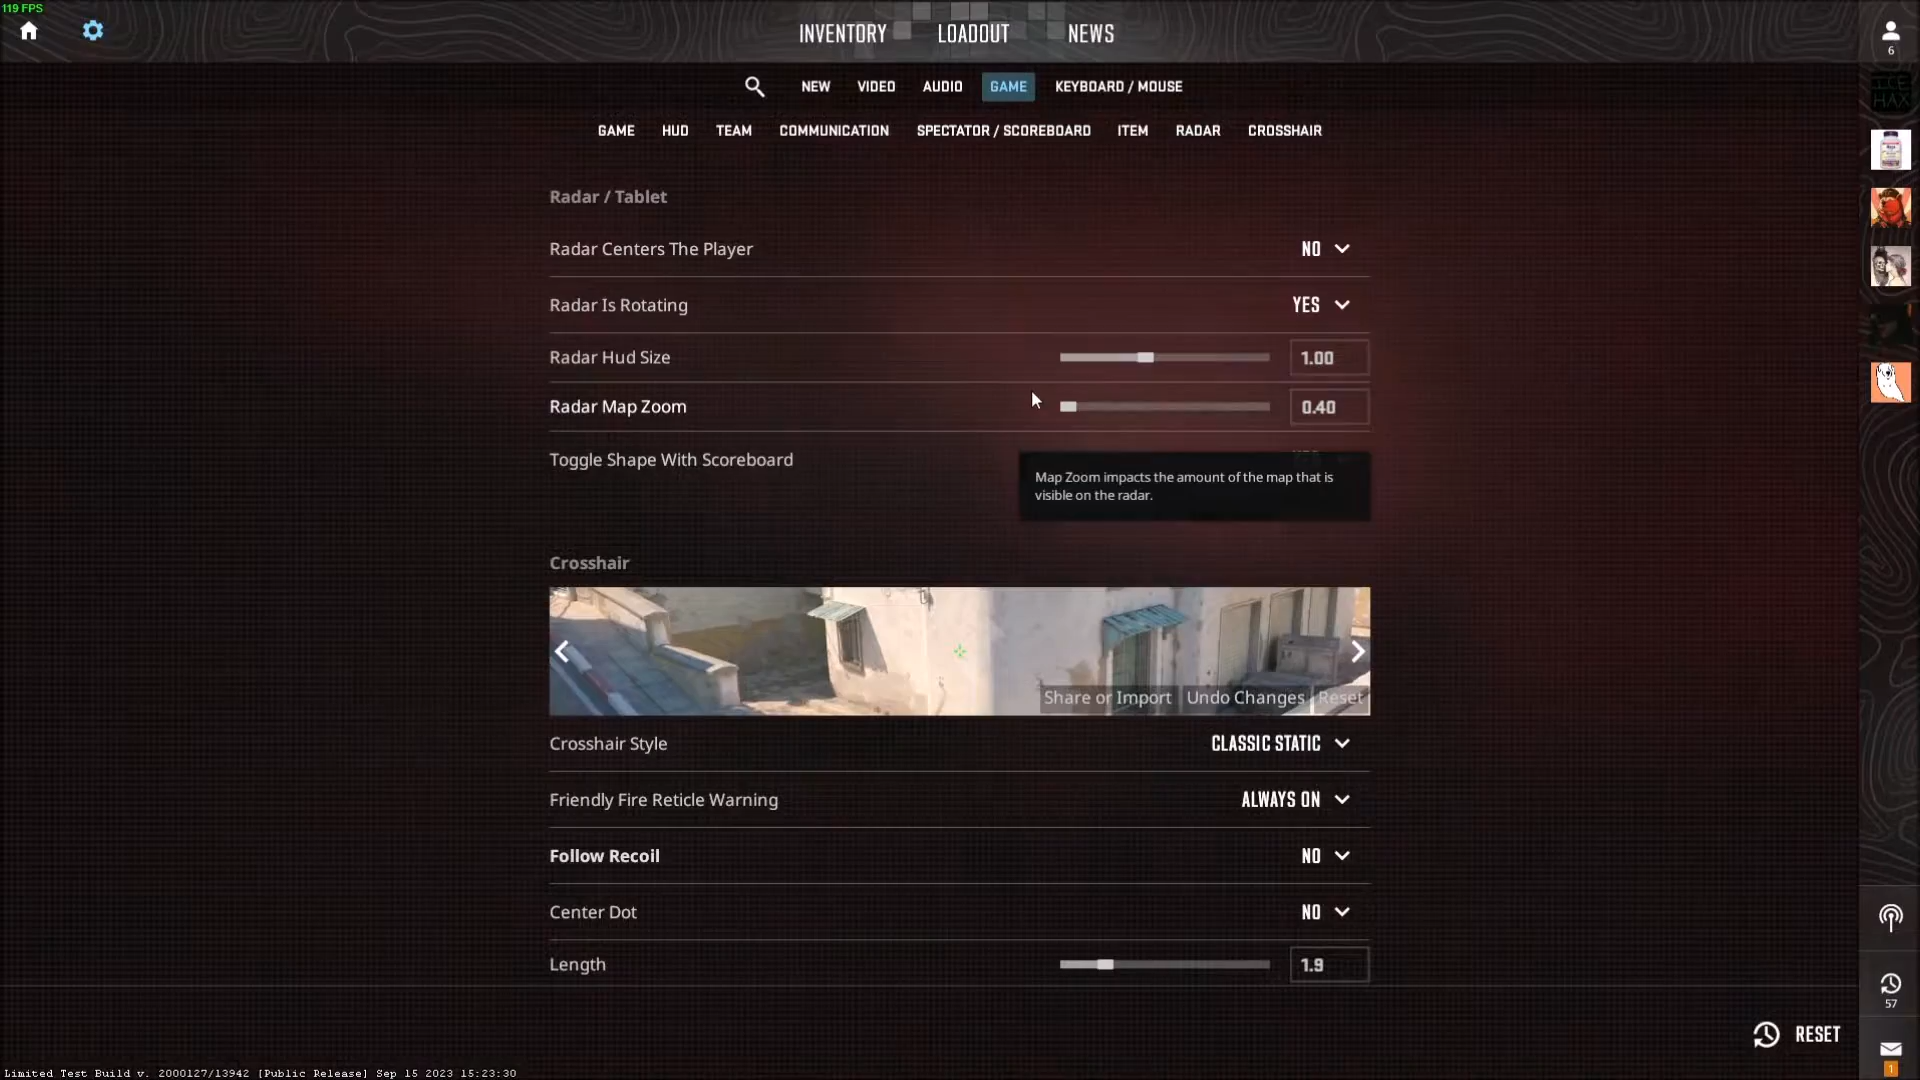 119 FPS
INVENTORY LOADOUT NEWS
6
NEW VIDEO AUDIO GAME KEYBOARD / MOUSE
ICE
HAX
GAME HUD TEAM COMMUNICATION SPECTATOR / SCOREBOARD ITEM RADAR CROSSHAIR
Radar / Tablet
Radar Centers The Player NO
Radar Is Rotating YES
Radar Hud Size 1.00
Radar Map Zoom 0.40
Toggle Shape With Scoreboard
Map Zoom impacts the amount of the map that is
visible on the radar.
Crosshair
Share or Import Undo Changes Reset
Crosshair Style CLASSIC STATIC
Friendly Fire Reticle Warning ALWAYS ON
Follow Recoil NO
Center Dot NO
Length 1.9
57
RESET
1
Limited Test Build v. 2000127/13942 [Public Release] Sep 15 2023 15:23:30